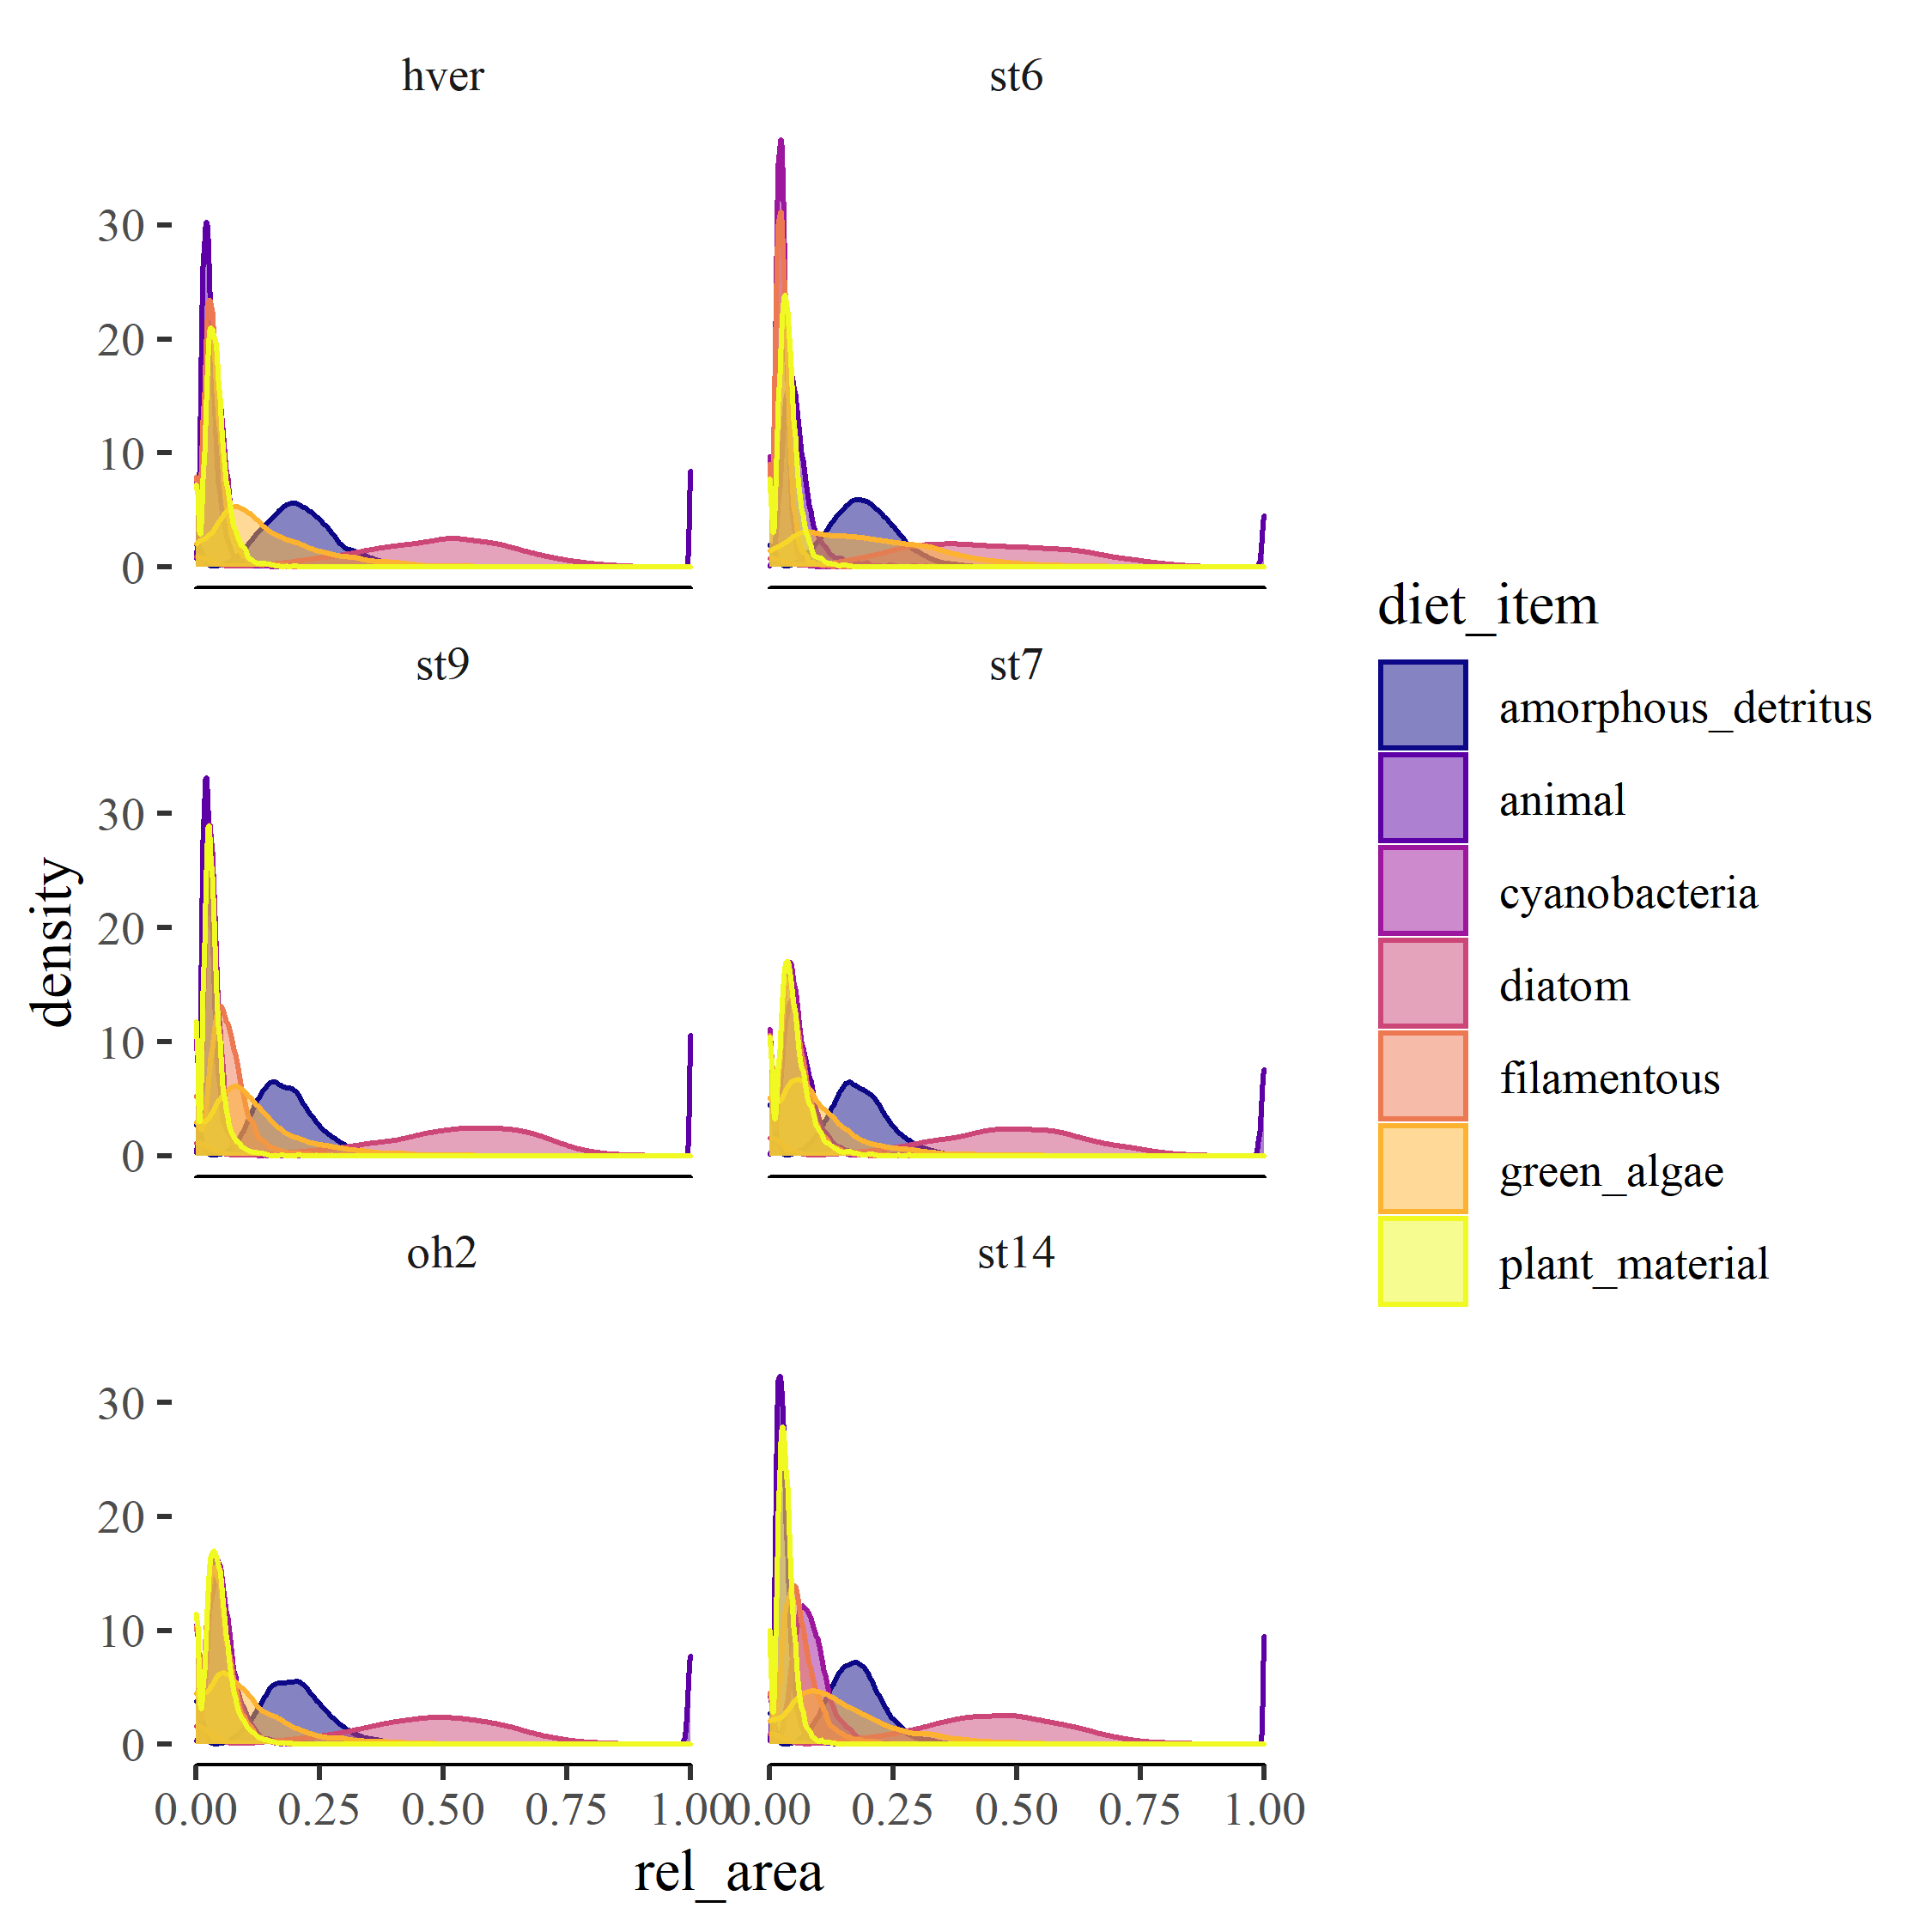 hver
st6
30
20
10
0
st9
st7
30
20
10
0
oh2
st14
30
20
10
0
0.00 0.25 0.50 0.75 1.00 0.00 0.25 0.50 0.75 1.00
rel_area
density
diet_item
amorphous_detritus
animal
cyanobacteria
diatom
filamentous
green_algae
plant_material